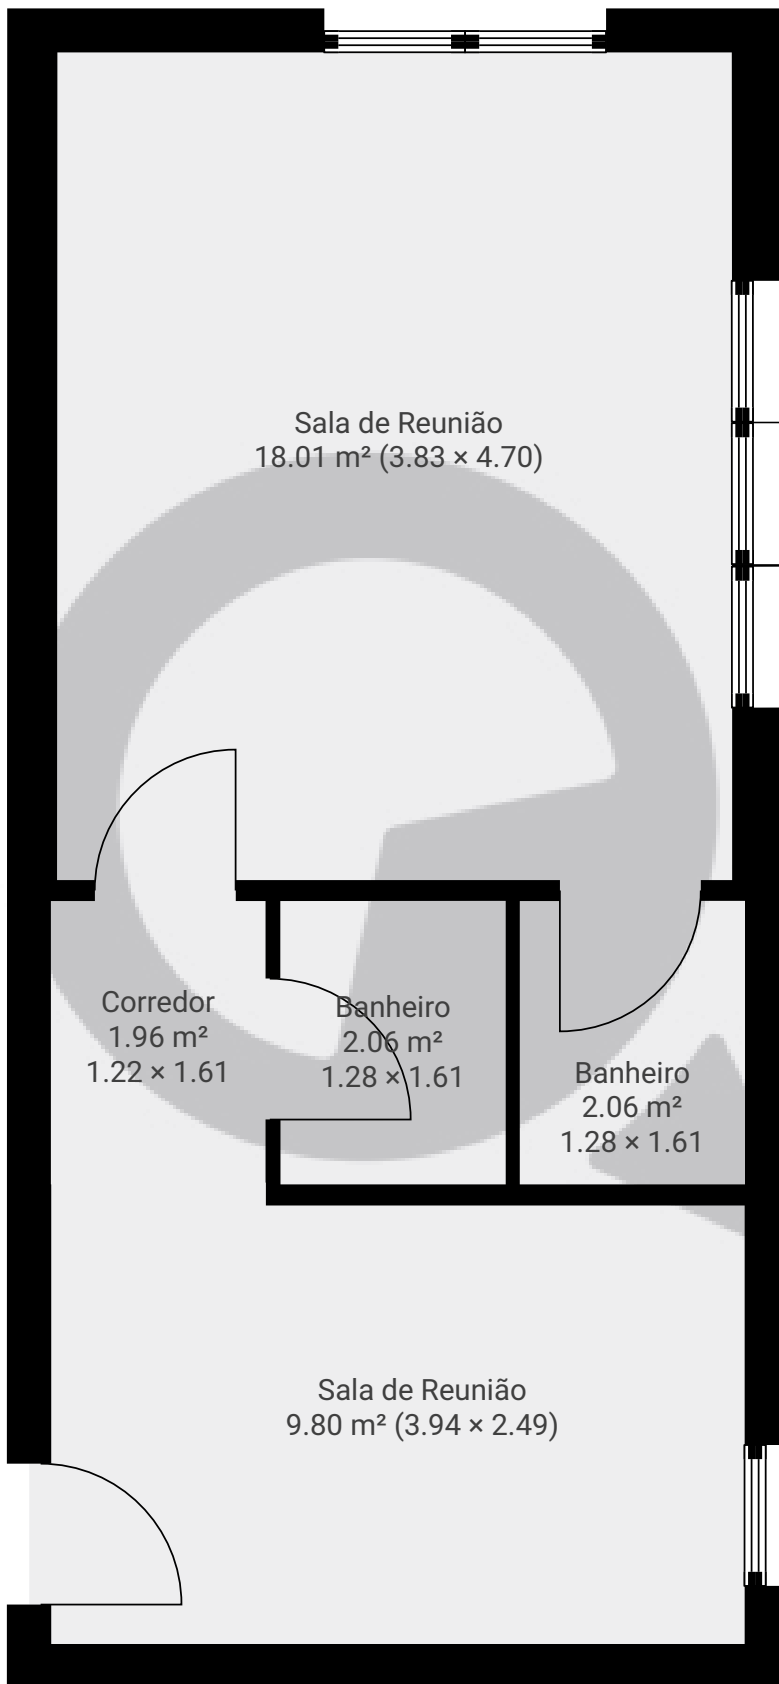 Sala de Reunião
18.01 m² (3.83 × 4.70)
Corredor
1.96 m²
1.22 × 1.61
Banheiro
2.06 m²
1.28 × 1.61
Banheiro
2.06 m²
1.28 × 1.61
Sala de Reunião
9.80 m² (3.94 × 2.49)